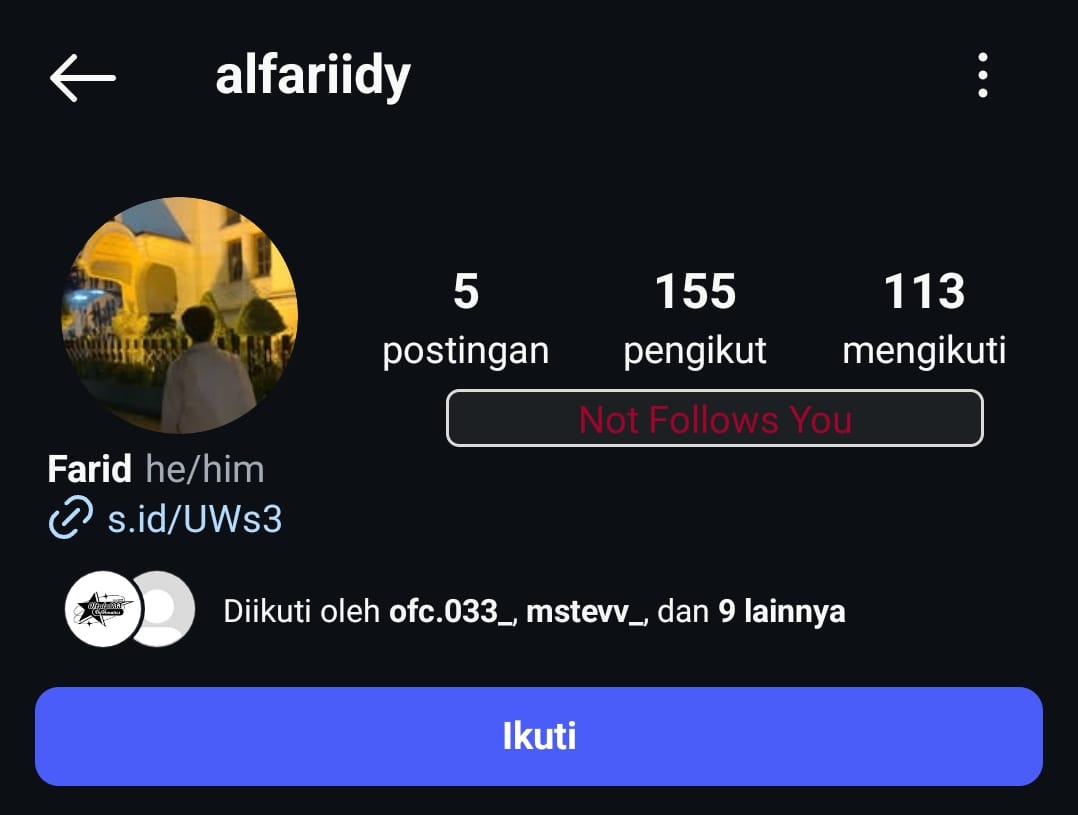 alfariidy
5 155 113
postingan pengikut mengikuti
Not Follows You
Farid he/him
s.id/UWs3
Diikuti oleh ofc.033_, mstevv_, dan 9 lainnya
Ikuti